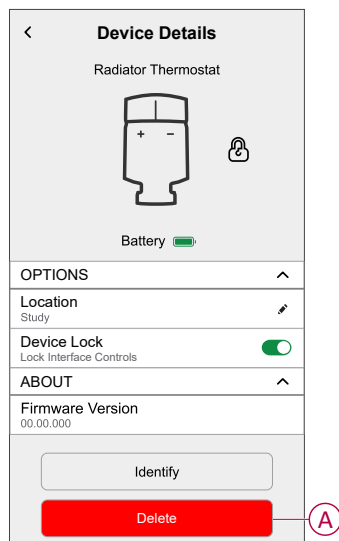 Device Details
Radiator Thermostat
+ -
Battery
OPTIONS
Location
Study
Device Lock
Lock Interface Controls
ABOUT
Firmware Version
00.00.000
Identify
Delete
A